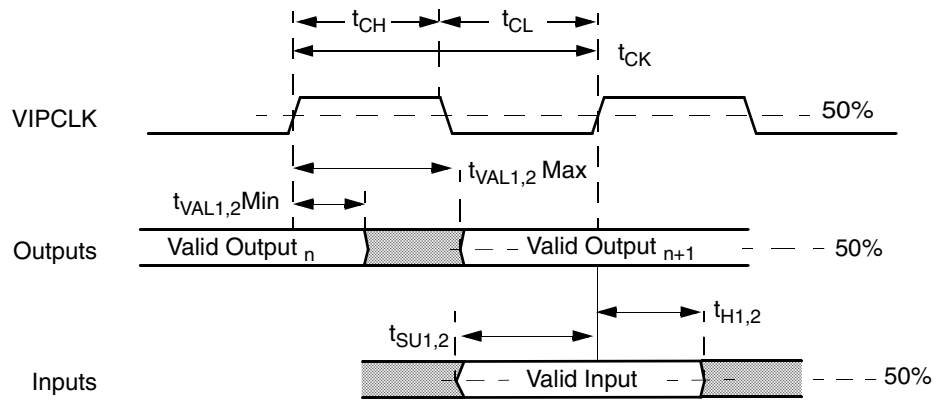 tCH tCL
tCK
VIPCLK 50%
tVAL1,2 Max
tVAL1,2Min
Outputs Valid Output n Valid Output n+1 50%
tSU1,2 tH1,2
Inputs Valid Input 50%